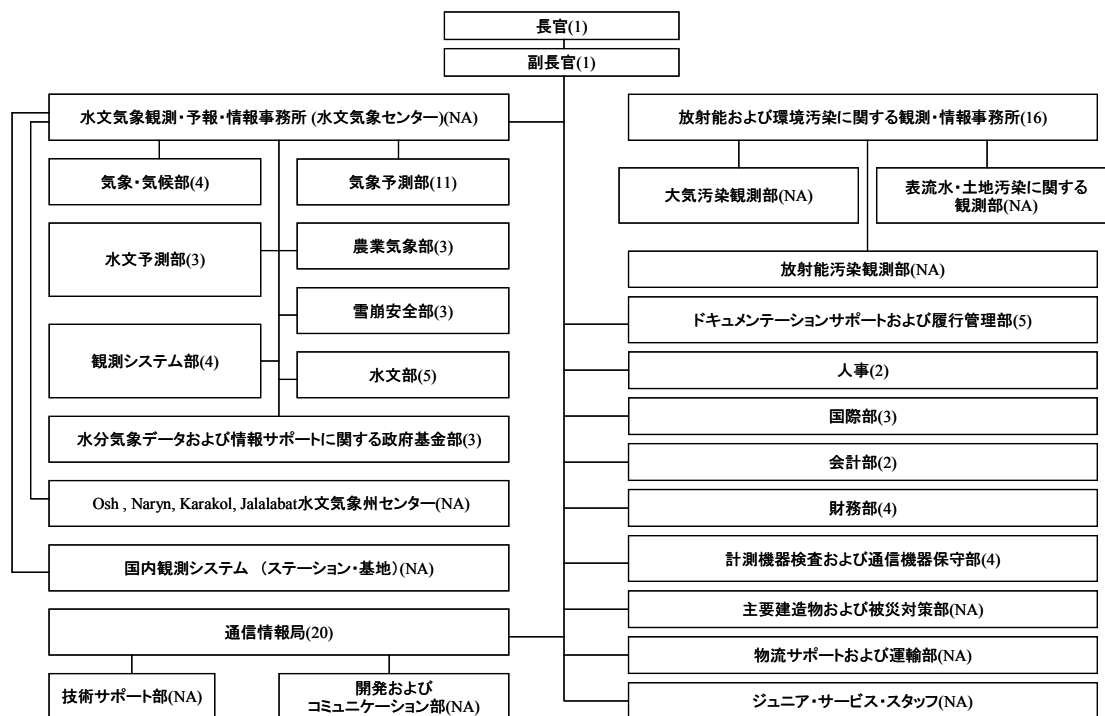 長官(1)
副長官(1)
水文気象観測・予報・情報事務所 (水文気象センター)(NA)
気象・気候部(4)
気象予測部(11)
水文予測部(3)
農業気象部(3)
雪崩安全部(3)
観測システム部(4)
水文部(5)
水分気象データおよび情報サポートに関する政府基金部(3)
Osh , Naryn, Karakol, Jalalabat水文気象州センター(NA)
国内観測システム （ステーション・基地）(NA)
通信情報局(20)
技術サポート部(NA)
開発および
コミュニケーション部(NA)
放射能および環境汚染に関する観測・情報事務所(16)
大気汚染観測部(NA)
表流水・土地汚染に関する
観測部(NA)
放射能汚染観測部(NA)
ドキュメンテーションサポートおよび履行管理部(5)
人事(2)
国際部(3)
会計部(2)
財務部(4)
計測機器検査および通信機器保守部(4)
主要建造物および被災対策部(NA)
物流サポートおよび運輸部(NA)
ジュニア・サービス・スタッフ(NA)